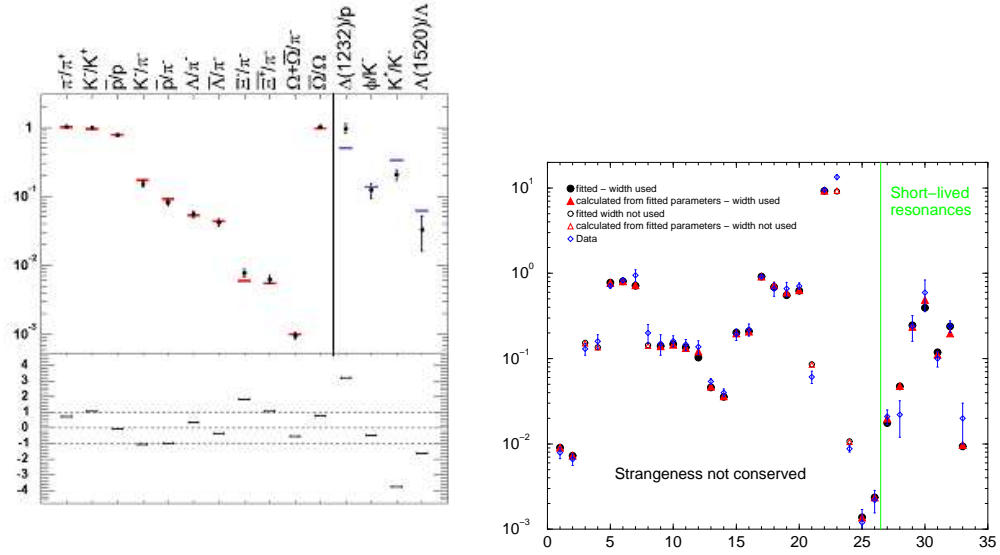 π⁻/π⁺
K⁻/K⁺
p̅/p
K⁻/π⁻
p̅/π⁻
Λ/π⁻
Λ̅/π⁻
Ξ⁻/π⁻
Ξ̅⁺/π⁻
Ω+Ω̅/π⁻
Ω̅/Ω
Δ(1232)/p
φ/K⁻
K*/K⁻
Λ(1520)/Λ
1
10⁻¹
10⁻²
10⁻³
4
3
2
1
0
-1
-2
-3
-4
10¹
10⁰
10⁻¹
10⁻²
10⁻³
fitted – width used
calculated from fitted parameters – width used
fitted width not used
calculated from fitted parameters – width not used
Data
Short–lived
resonances
Strangeness not conserved
0 5 10 15 20 25 30 35